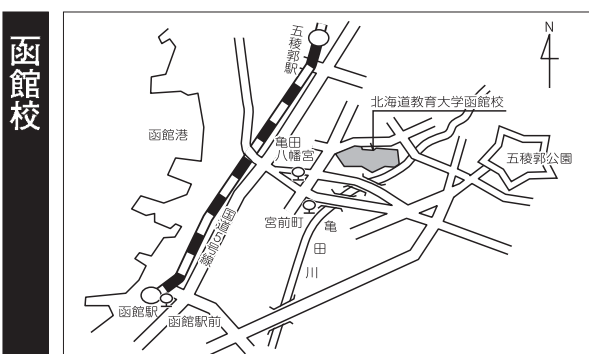 函館校
五稜郭駅
N
北海道教育大学函館校
函館港
亀田
八幡宮
五稜郭公園
宮前町
国道5号線
亀田川
函館駅
函館駅前